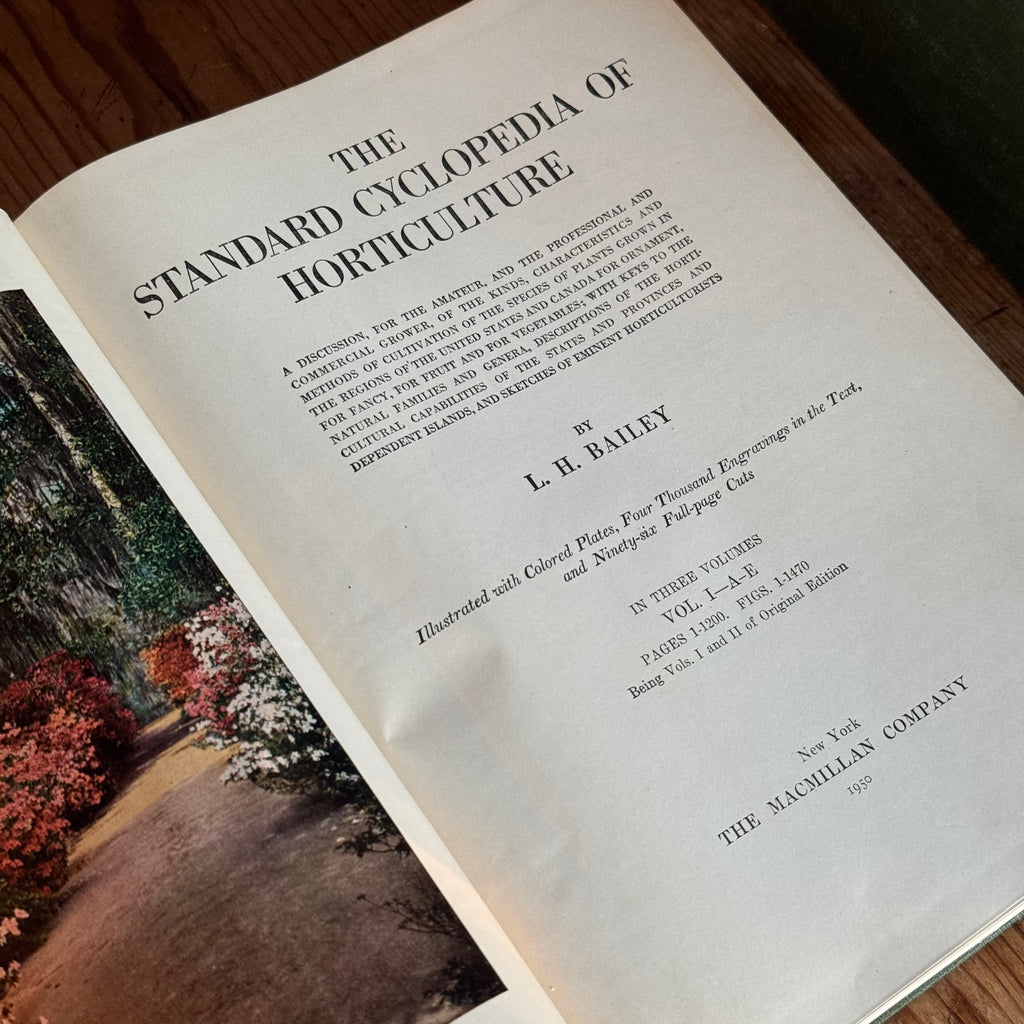 THE
STANDARD CYCLOPEDIA OF
HORTICULTURE
A DISCUSSION, FOR THE AMATEUR, AND THE PROFESSIONAL AND
COMMERCIAL GROWER, OF THE KINDS, CHARACTERISTICS AND
METHODS OF CULTIVATION OF THE SPECIES OF PLANTS GROWN IN
THE REGIONS OF THE UNITED STATES AND CANADA FOR ORNAMENT,
FOR FANCY, FOR FRUIT AND FOR VEGETABLES; WITH KEYS TO THE
NATURAL FAMILIES AND GENERA, DESCRIPTIONS OF THE HORTI-
CULTURAL CAPABILITIES OF THE STATES AND PROVINCES AND
DEPENDENT ISLANDS, AND SKETCHES OF EMINENT HORTICULTURISTS
BY
L. H. BAILEY
Illustrated with Colored Plates, Four Thousand Engravings in the Text,
and Ninety-six Full-page Cuts
IN THREE VOLUMES
VOL. I—A-E
PAGES 1-1200. FIGS. 1-1470
Being Vols. I and II of Original Edition
New York
THE MACMILLAN COMPANY
1950